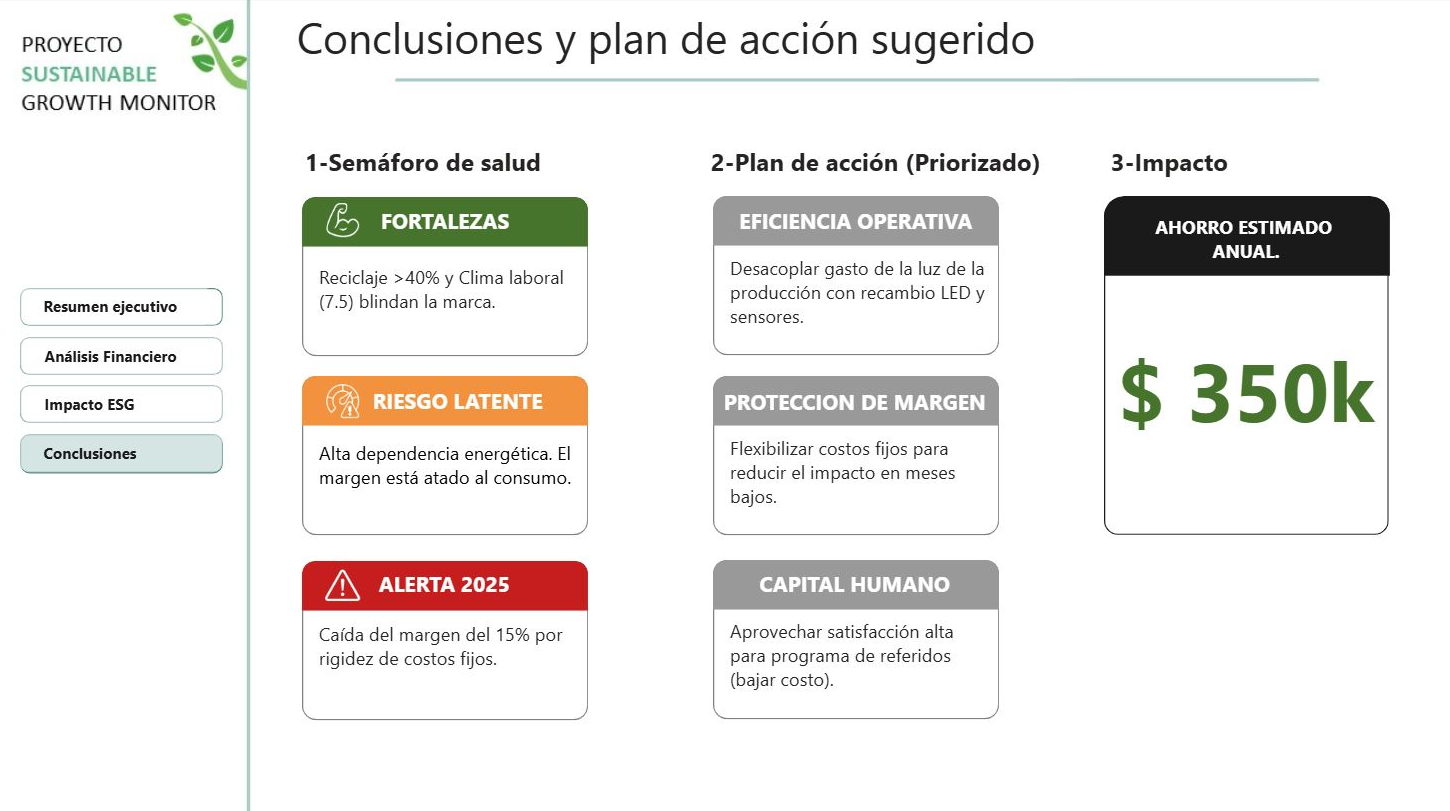 PROYECTO
SUSTAINABLE
GROWTH MONITOR
Resumen ejecutivo
Análisis Financiero
Impacto ESG
Conclusiones
Conclusiones y plan de acción sugerido
1-Semáforo de salud
FORTALEZAS
Reciclaje >40% y Clima laboral
(7.5) blindan la marca.
RIESGO LATENTE
Alta dependencia energética. El
margen está atado al consumo.
ALERTA 2025
Caída del margen del 15% por
rigidez de costos fijos.
2-Plan de acción (Priorizado)
EFICIENCIA OPERATIVA
Desacoplar gasto de la luz de la
producción con recambio LED y
sensores.
PROTECCION DE MARGEN
Flexibilizar costos fijos para
reducir el impacto en meses
bajos.
CAPITAL HUMANO
Aprovechar satisfacción alta
para programa de referidos
(bajar costo).
3-Impacto
AHORRO ESTIMADO
ANUAL.
$ 350k